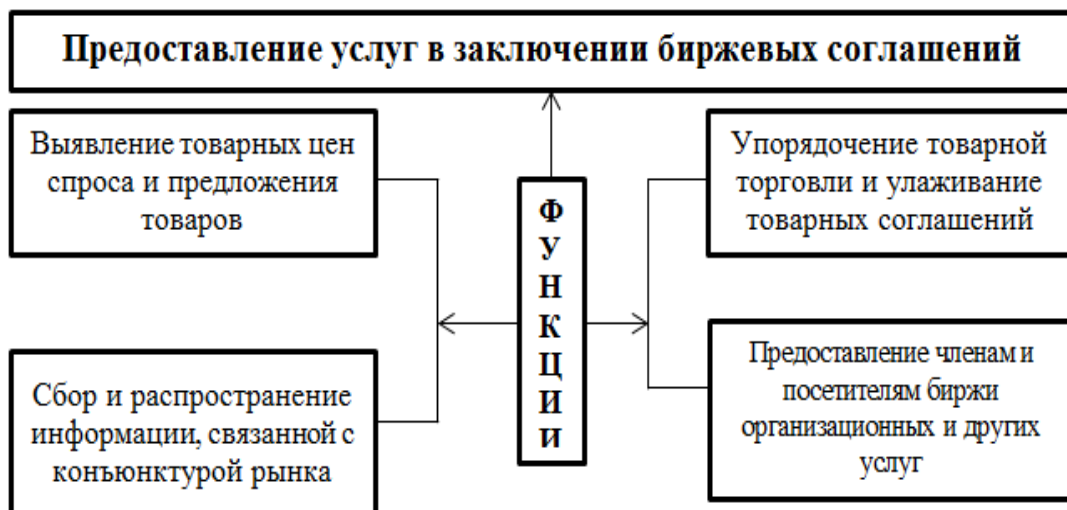 Предоставление услуг в заключении биржевых соглашений
Выявление товарных цен
спроса и предложения
товаров
Упорядочение товарной
торговли и улаживание
товарных соглашений
Ф
У
Н
К
Ц
И
И
Сбор и распространение
информации, связанной с
конъюнктурой рынка
Предоставление членам и
посетителям биржи
организационных и других
услуг